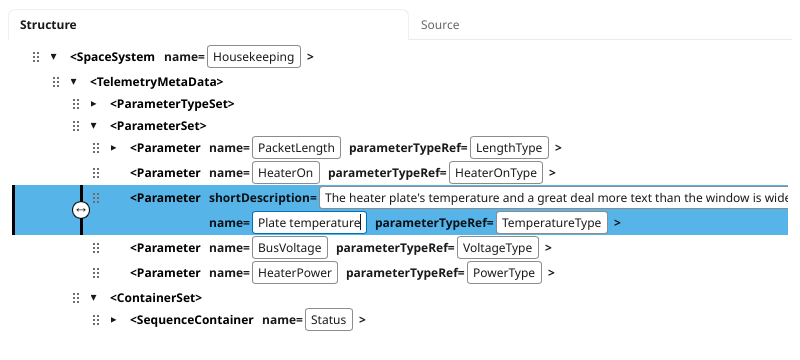 Structure Source
<SpaceSystem name= Housekeeping >
<TelemetryMetaData>
<ParameterTypeSet>
<ParameterSet>
<Parameter name= PacketLength parameterTypeRef= LengthType >
<Parameter name= HeaterOn parameterTypeRef= HeaterOnType >
<Parameter shortDescription= The heater plate's temperature and a great deal more text than the window is wide
name= Plate temperature parameterTypeRef= TemperatureType >
<Parameter name= BusVoltage parameterTypeRef= VoltageType >
<Parameter name= HeaterPower parameterTypeRef= PowerType >
<ContainerSet>
<SequenceContainer name= Status >